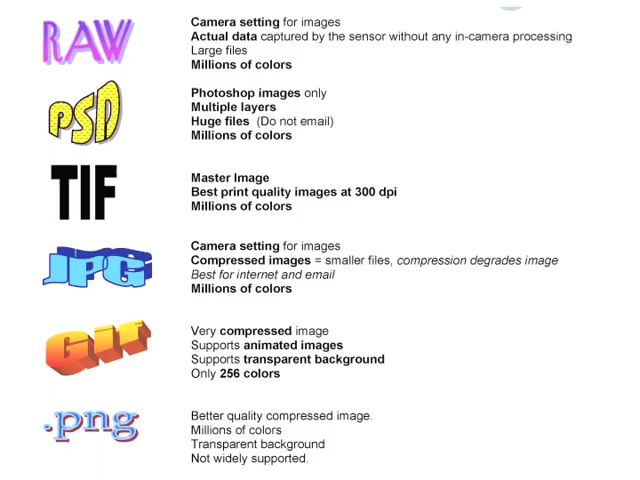 RAW
Camera setting for images
Actual data captured by the sensor without any in-camera processing
Large files
Millions of colors
PSD
Photoshop images only
Multiple layers
Huge files (Do not email)
Millions of colors
TIF
Master Image
Best print quality images at 300 dpi
Millions of colors
JPG
Camera setting for images
Compressed images = smaller files, compression degrades image
Best for internet and email
Millions of colors
Gif
Very compressed image
Supports animated images
Supports transparent background
Only 256 colors
.png
Better quality compressed image.
Millions of colors
Transparent background
Not widely supported.